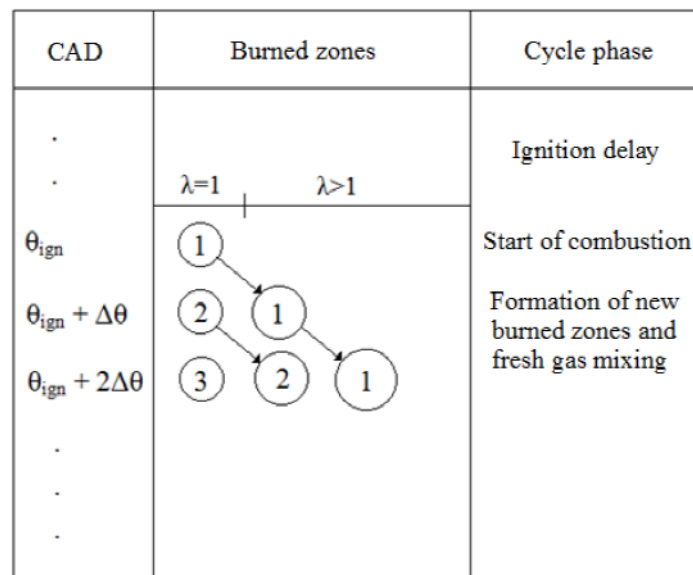 CAD Burned zones Cycle phase
Ignition delay
λ=1 λ>1
θign 1 Start of combustion
θign + Δθ 2 1 Formation of new
burned zones and
fresh gas mixing
θign + 2Δθ 3 2 1